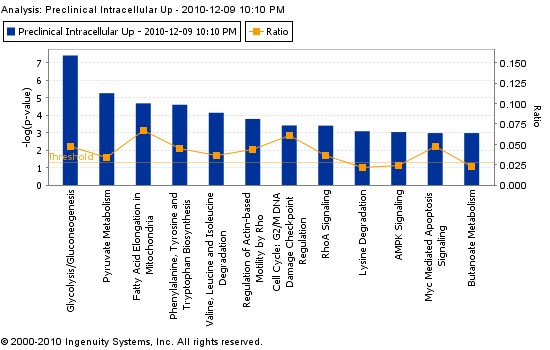 Analysis: Preclinical Intracellular Up - 2010-12-09 10:10 PM
Preclinical Intracellular Up - 2010-12-09 10:10 PM
Ratio
7
6
5
4
3
2
1
0
-log(p-value)
Threshold
0.150
0.125
0.100
0.075
0.050
0.025
0.000
Ratio
Glycolysis/Gluconeogenesis
Pyruvate Metabolism
Fatty Acid Elongation in
Mitochondria
Phenylalanine, Tyrosine and
Tryptophan Biosynthesis
Valine, Leucine and Isoleucine
Degradation
Regulation of Actin-based
Motility by Rho
Cell Cycle: G2/M DNA
Damage Checkpoint
Regulation
RhoA Signaling
Lysine Degradation
AMPK Signaling
Myc Mediated Apoptosis
Signaling
Butanoate Metabolism
© 2000-2010 Ingenuity Systems, Inc. All rights reserved.